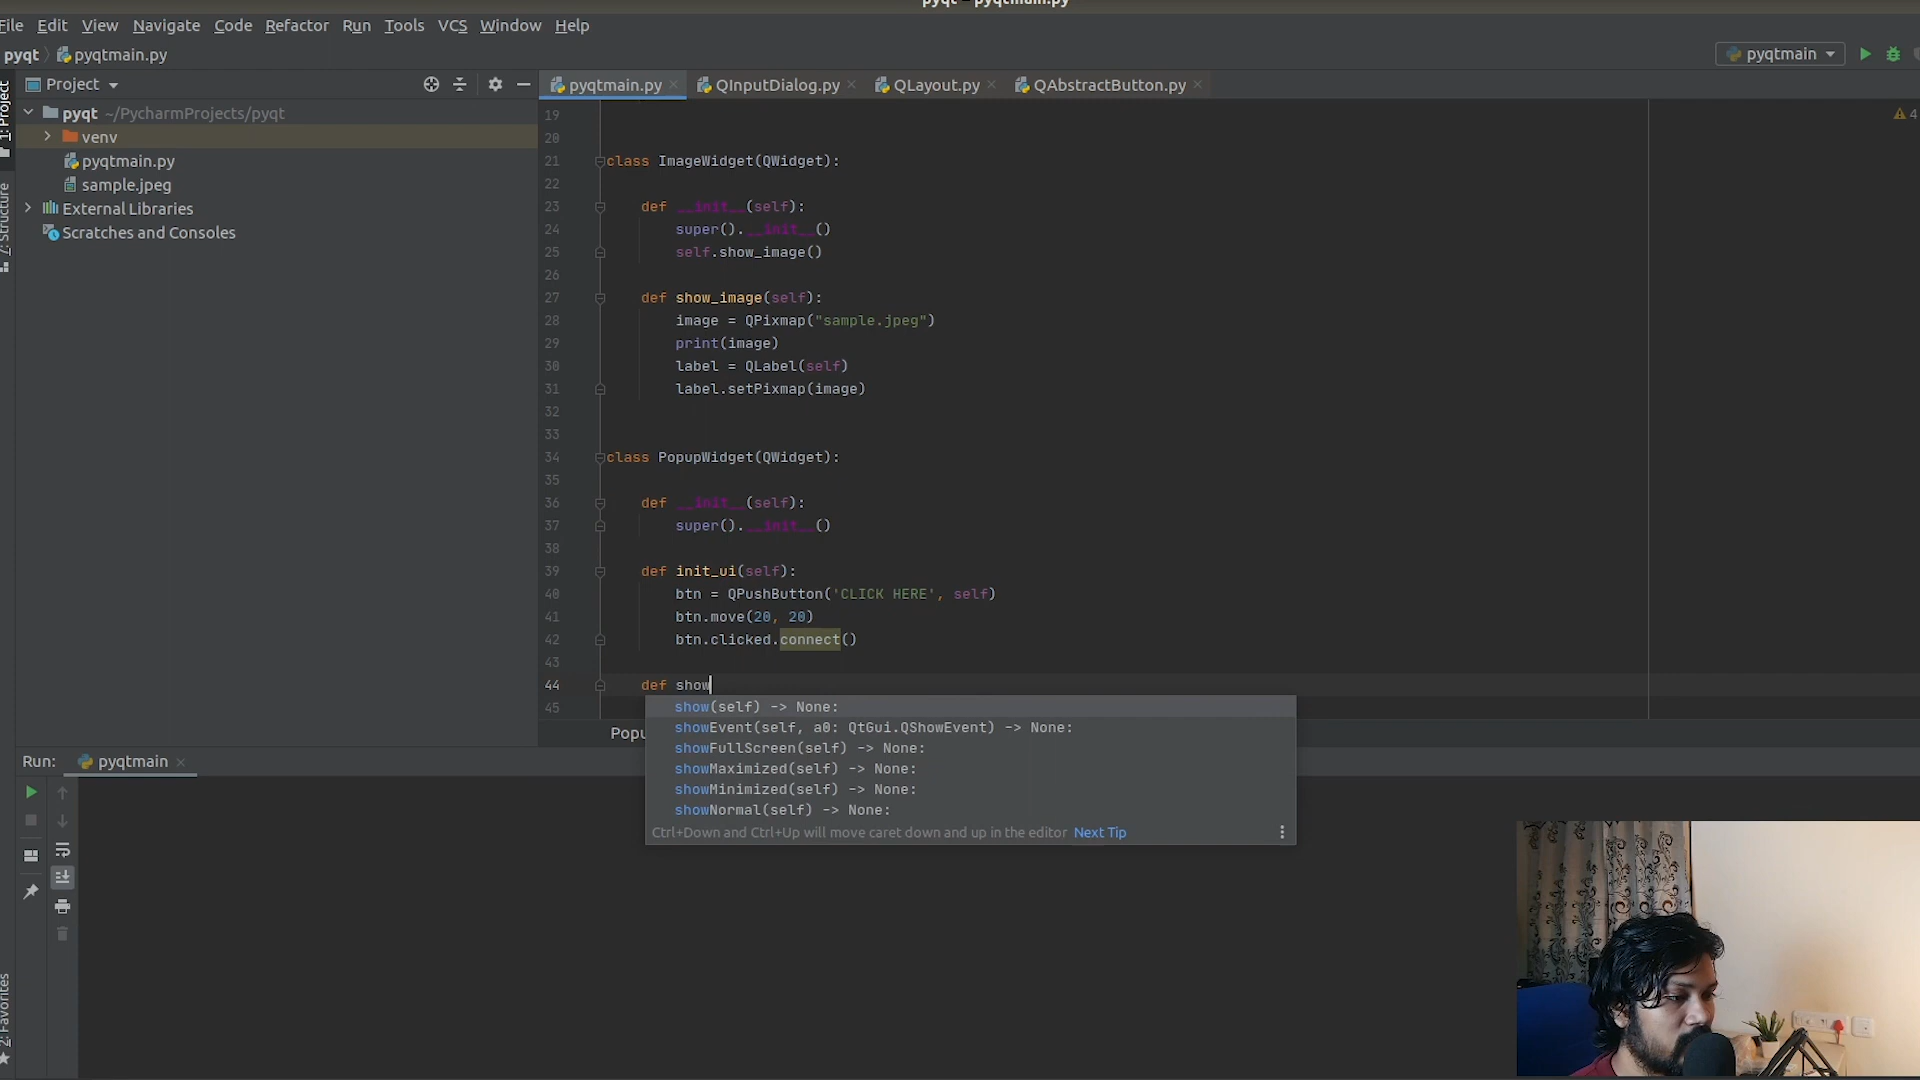 pyqt - pyqtmain.py
File Edit View Navigate Code Refactor Run Tools VCS Window Help
pyqt pyqtmain.py
pyqtmain
Project
pyqtmain.py QInputDialog.py QLayout.py QAbstractButton.py
1: Project
7: Structure
2: Favorites
pyqt ~/PycharmProjects/pyqt
venv
pyqtmain.py
sample.jpeg
External Libraries
Scratches and Consoles
4
19
20
21 class ImageWidget(QWidget):
22
23 def __init__(self):
24 super().__init__()
25 self.show_image()
26
27 def show_image(self):
28 image = QPixmap("sample.jpeg")
29 print(image)
30 label = QLabel(self)
31 label.setPixmap(image)
32
33
34 class PopupWidget(QWidget):
35
36 def __init__(self):
37 super().__init__()
38
39 def init_ui(self):
40 btn = QPushButton('CLICK HERE', self)
41 btn.move(20, 20)
42 btn.clicked.connect()
43
44 def show
45
show(self) -> None:
showEvent(self, a0: QtGui.QShowEvent) -> None:
showFullScreen(self) -> None:
showMaximized(self) -> None:
showMinimized(self) -> None:
showNormal(self) -> None:
Ctrl+Down and Ctrl+Up will move caret down and up in the editor Next Tip
Popu
Run: pyqtmain